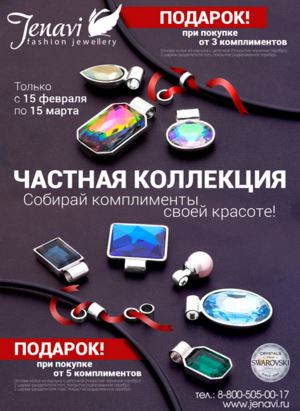 Jenavi
fashion jewellery
ПОДАРОК!
при покупке
от 3 комплиментов
Только
с 15 февраля
по 15 марта
ЧАСТНАЯ КОЛЛЕКЦИЯ
Собирай комплименты
своей красоте!
ПОДАРОК!
при покупке
от 5 комплиментов
CRYSTALS
SWAROVSKI
тел.: 8-800-505-00-17
www.jenavi.ru